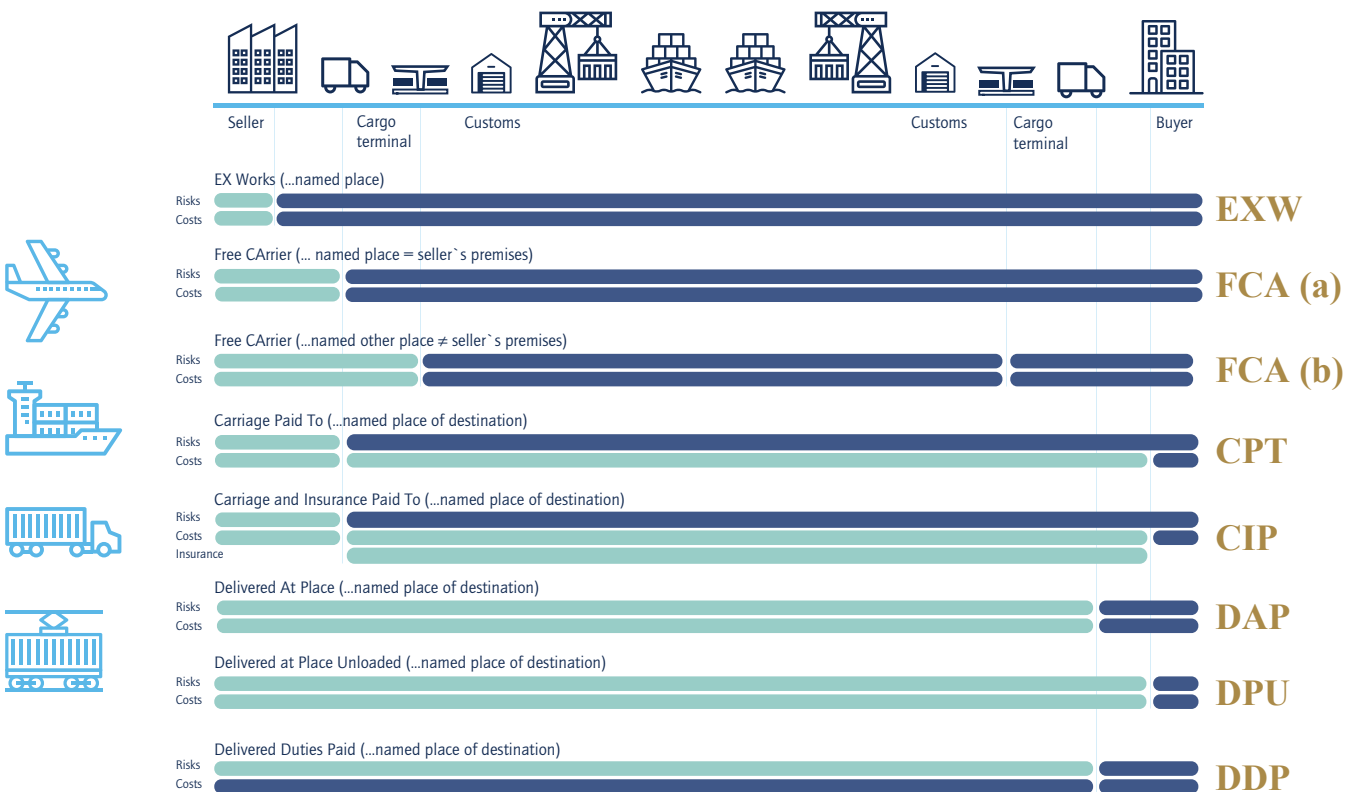 Seller
Cargo
terminal
Customs
Customs
Cargo
terminal
Buyer
EX Works (...named place)
Risks
Costs
EXW
Free CArrier (... named place = seller`s premises)
Risks
Costs
FCA (a)
Free CArrier (...named other place ≠ seller`s premises)
Risks
Costs
FCA (b)
Carriage Paid To (...named place of destination)
Risks
Costs
CPT
Carriage and Insurance Paid To (...named place of destination)
Risks
Costs
Insurance
CIP
Delivered At Place (...named place of destination)
Risks
Costs
DAP
Delivered at Place Unloaded (...named place of destination)
Risks
Costs
DPU
Delivered Duties Paid (...named place of destination)
Risks
Costs
DDP